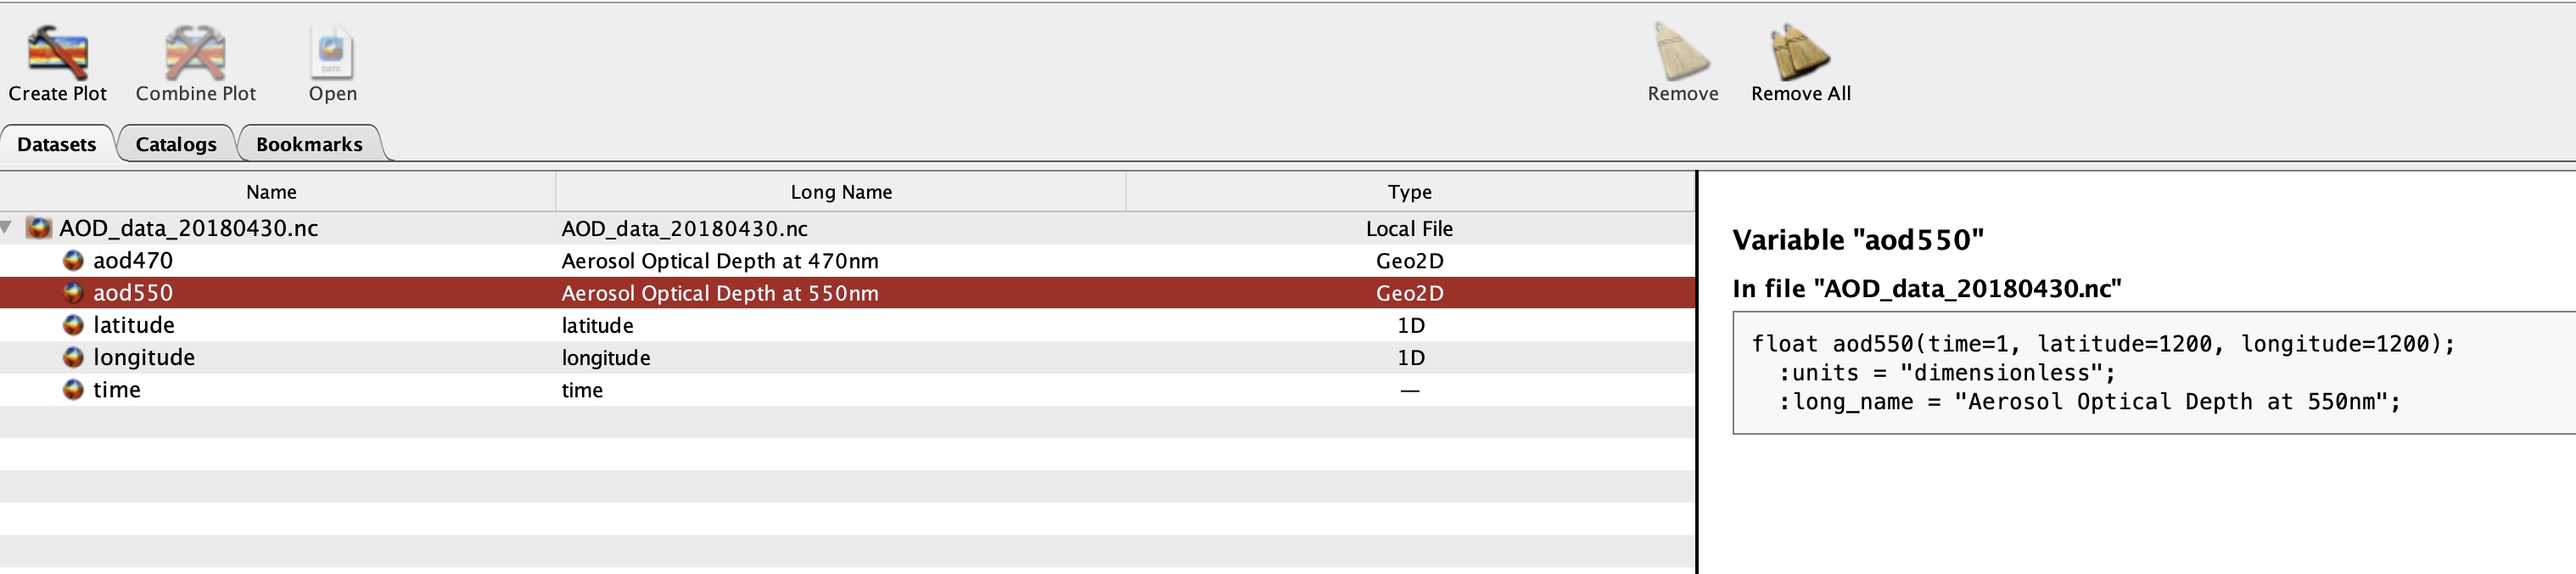 Create Plot Combine Plot Open Remove Remove All
Datasets Catalogs Bookmarks
Name Long Name Type
AOD_data_20180430.nc AOD_data_20180430.nc Local File
aod470 Aerosol Optical Depth at 470nm Geo2D
aod550 Aerosol Optical Depth at 550nm Geo2D
latitude latitude 1D
longitude longitude 1D
time time —
Variable "aod550"
In file "AOD_data_20180430.nc"
float aod550(time=1, latitude=1200, longitude=1200);
:units = "dimensionless";
:long_name = "Aerosol Optical Depth at 550nm";